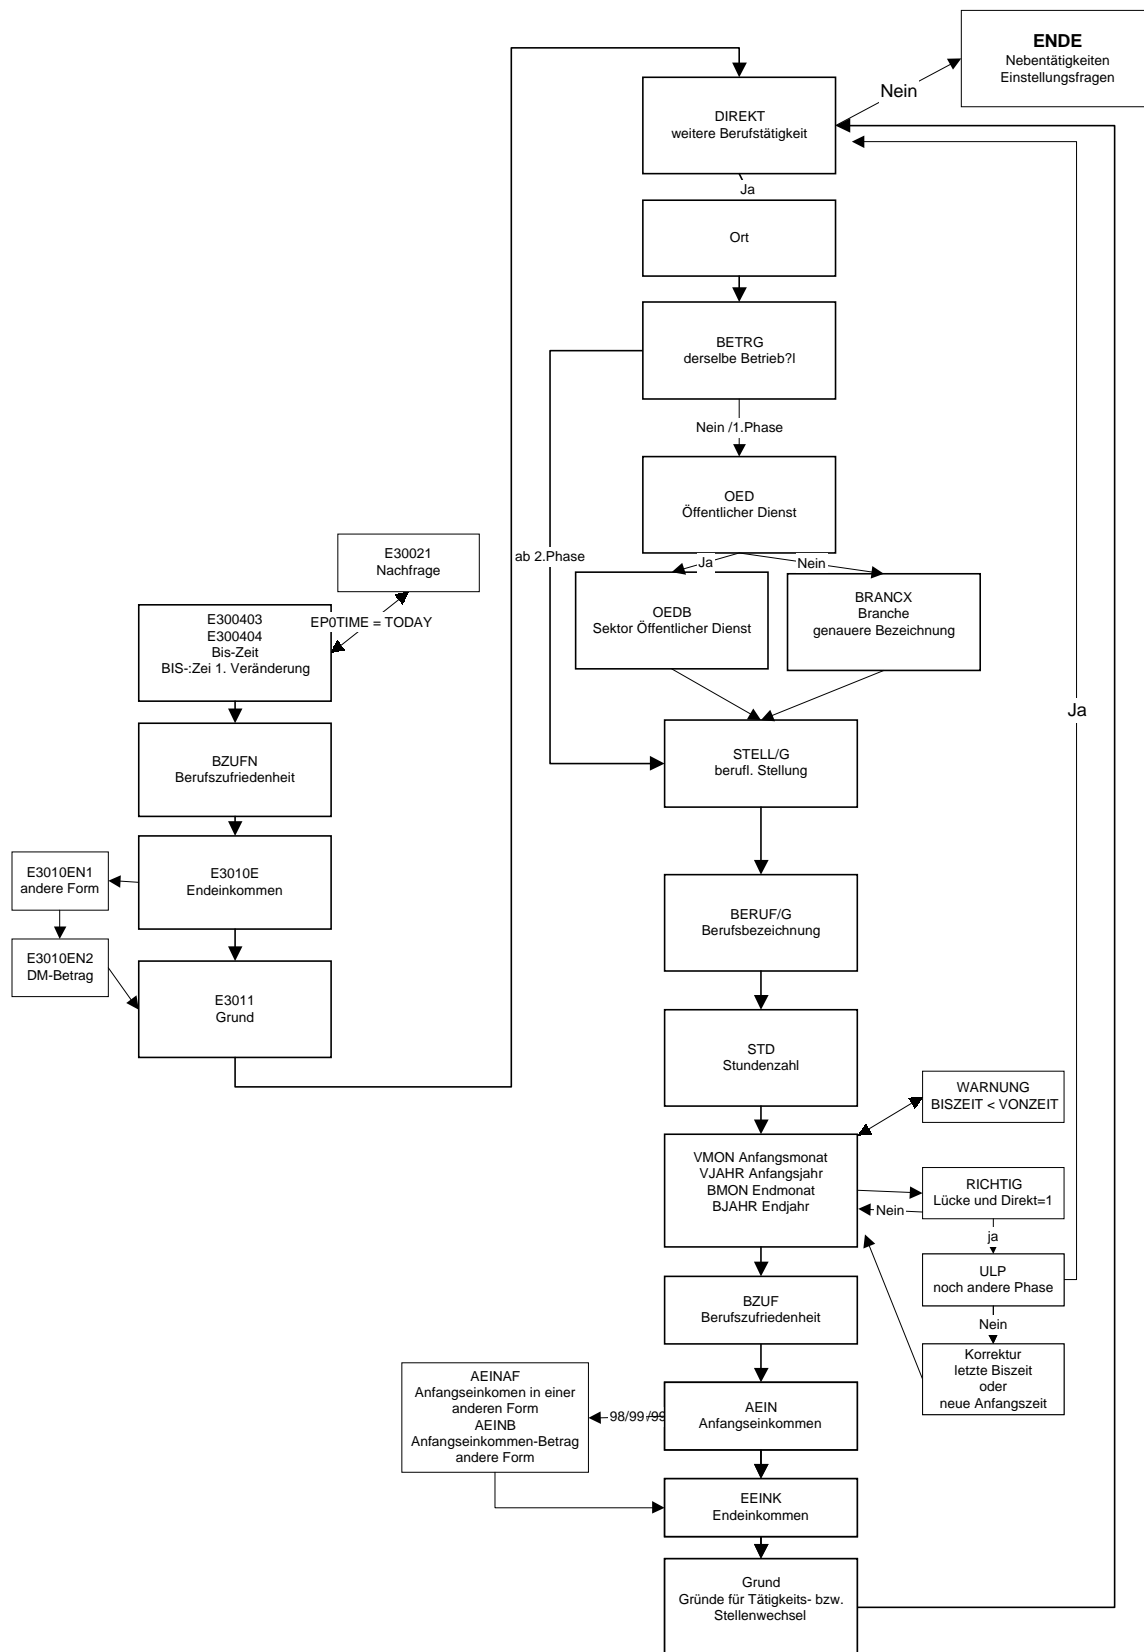 ENDE
Nebentätigkeiten
Einstellungsfragen
Nein
DIREKT
weitere Berufstätigkeit
Ja
Ort
BETRG
derselbe Betrieb?l
Nein /1.Phase
OED
Öffentlicher Dienst
ab 2.Phase
Ja
Nein
OEDB
Sektor Öffentlicher Dienst
BRANCX
Branche
genauere Bezeichnung
E30021
Nachfrage
EP0TIME = TODAY
E300403
E300404
Bis-Zeit
BIS-:Zei 1. Veränderung
BZUFN
Berufszufriedenheit
E3010E
Endeinkommen
E3010EN1
andere Form
E3010EN2
DM-Betrag
E3011
Grund
STELL/G
berufl. Stellung
Ja
BERUF/G
Berufsbezeichnung
STD
Stundenzahl
WARNUNG
BISZEIT < VONZEIT
VMON Anfangsmonat
VJAHR Anfangsjahr
BMON Endmonat
BJAHR Endjahr
RICHTIG
Lücke und Direkt=1
Nein
ja
ULP
noch andere Phase
Nein
Korrektur
letzte Biszeit
oder
neue Anfangszeit
BZUF
Berufszufriedenheit
AEINAF
Anfangseinkomen in einer
anderen Form
AEINB
Anfangseinkommen-Betrag
andere Form
98/99/99
AEIN
Anfangseinkommen
EEINK
Endeinkommen
Grund
Gründe für Tätigkeits- bzw.
Stellenwechsel